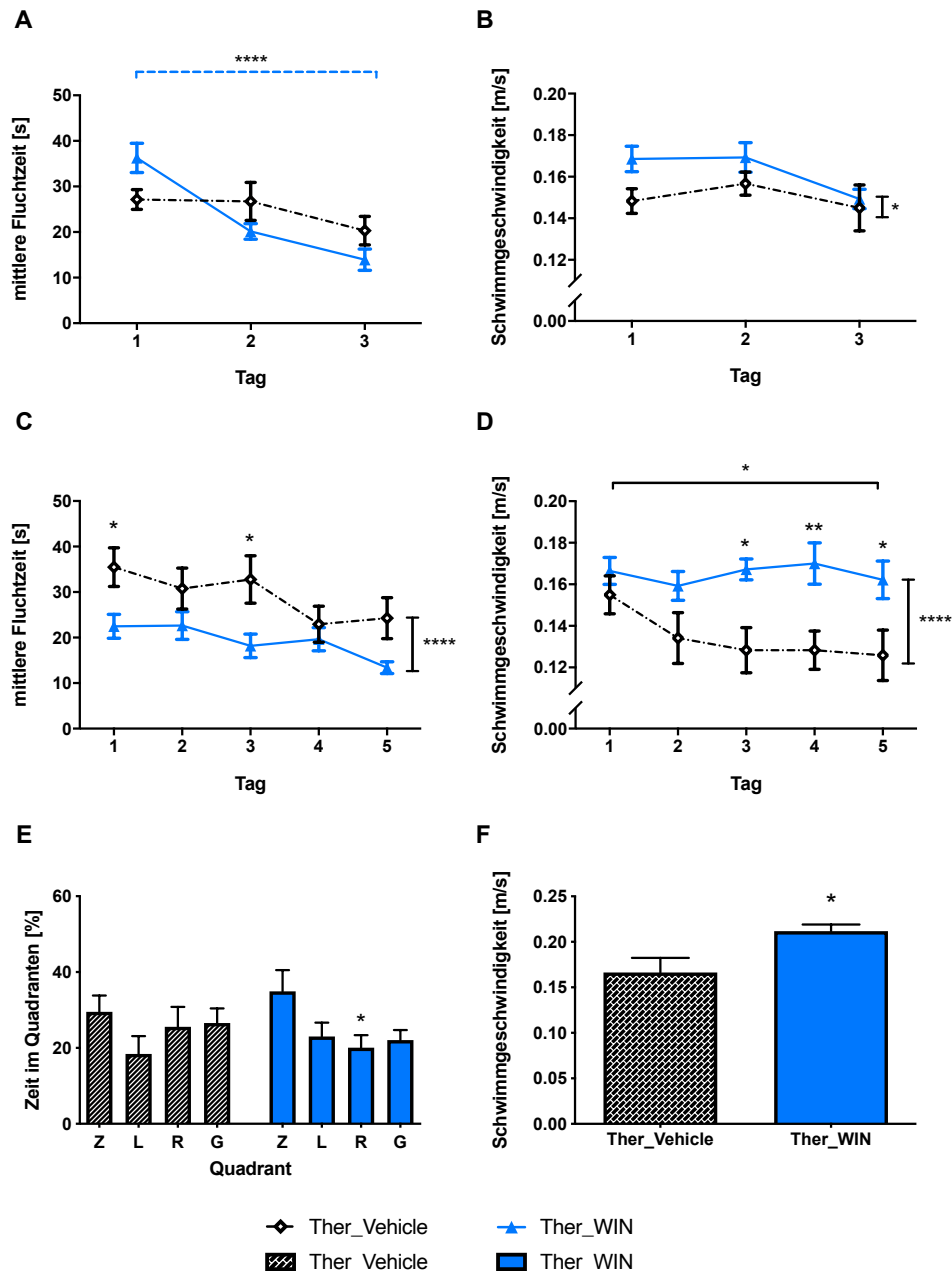 A
****
mittlere Fluchtzeit [s]
50
40
30
20
10
0
1 2 3
Tag
B
Schwimmgeschwindigkeit [m/s]
0.20
0.18
0.16
0.14
0.12
0.00
*
1 2 3
Tag
C
mittlere Fluchtzeit [s]
50
40
30
20
10
0
* *
****
1 2 3 4 5
Tag
D
*
Schwimmgeschwindigkeit [m/s]
0.20
0.18
0.16
0.14
0.12
0.00
* ** *
****
1 2 3 4 5
Tag
E
Zeit im Quadranten [%]
60
40
20
0
*
Z L R G Z L R G
Quadrant
F
Schwimmgeschwindigkeit [m/s]
0.25
0.20
0.15
0.10
0.05
0.00
*
Ther_Vehicle Ther_WIN
Ther_Vehicle Ther_WIN
Ther_Vehicle Ther_WIN